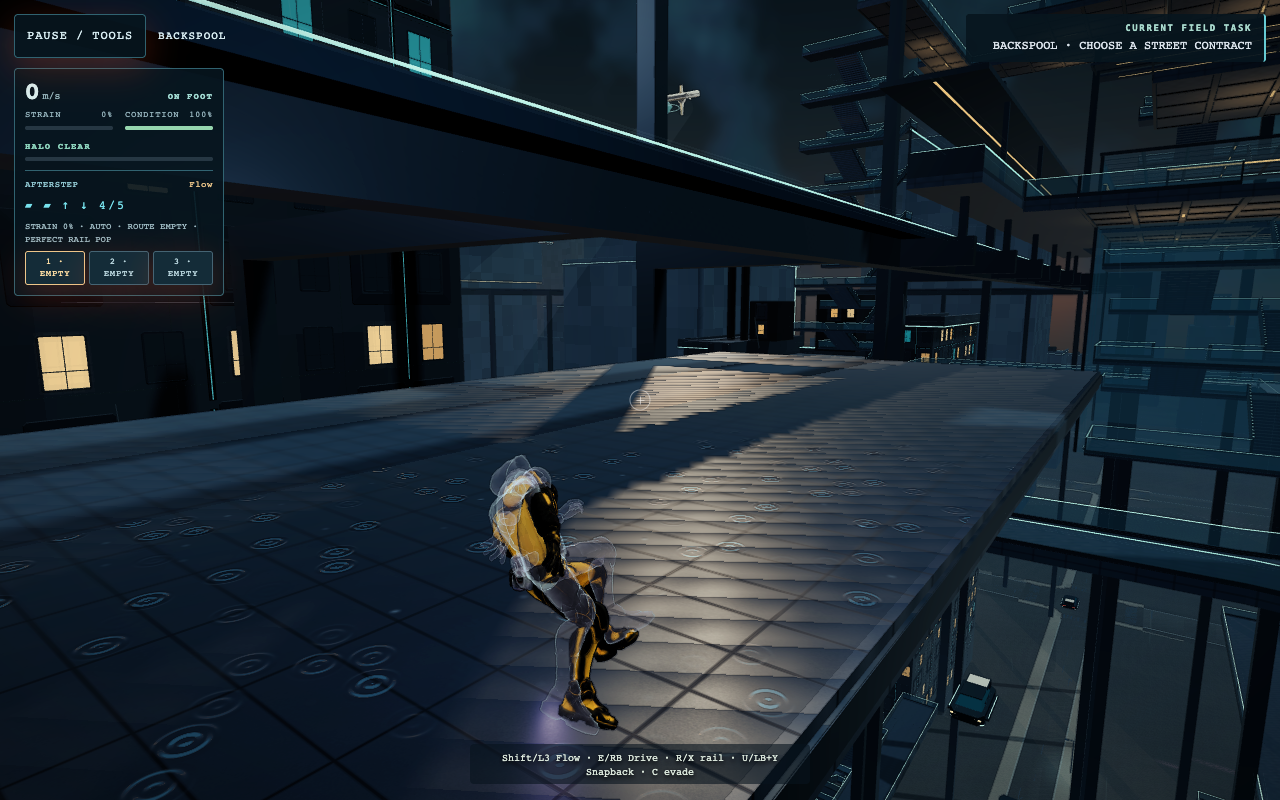 PAUSE / TOOLS
BACKSPOOL
CURRENT FIELD TASK
BACKSPOOL · CHOOSE A STREET CONTRACT
0 m/s
ON FOOT
STRAIN 0%
CONDITION 100%
HALO CLEAR
AFTERSTEP
Flow
▰ ▰ ↑ ↓ 4/5
STRAIN 0% · AUTO · ROUTE EMPTY ·
PERFECT RAIL POP
1 ·
EMPTY
2 ·
EMPTY
3 ·
EMPTY
Shift/L3 Flow · E/RB Drive · R/X rail · U/LB+Y
Snapback · C evade